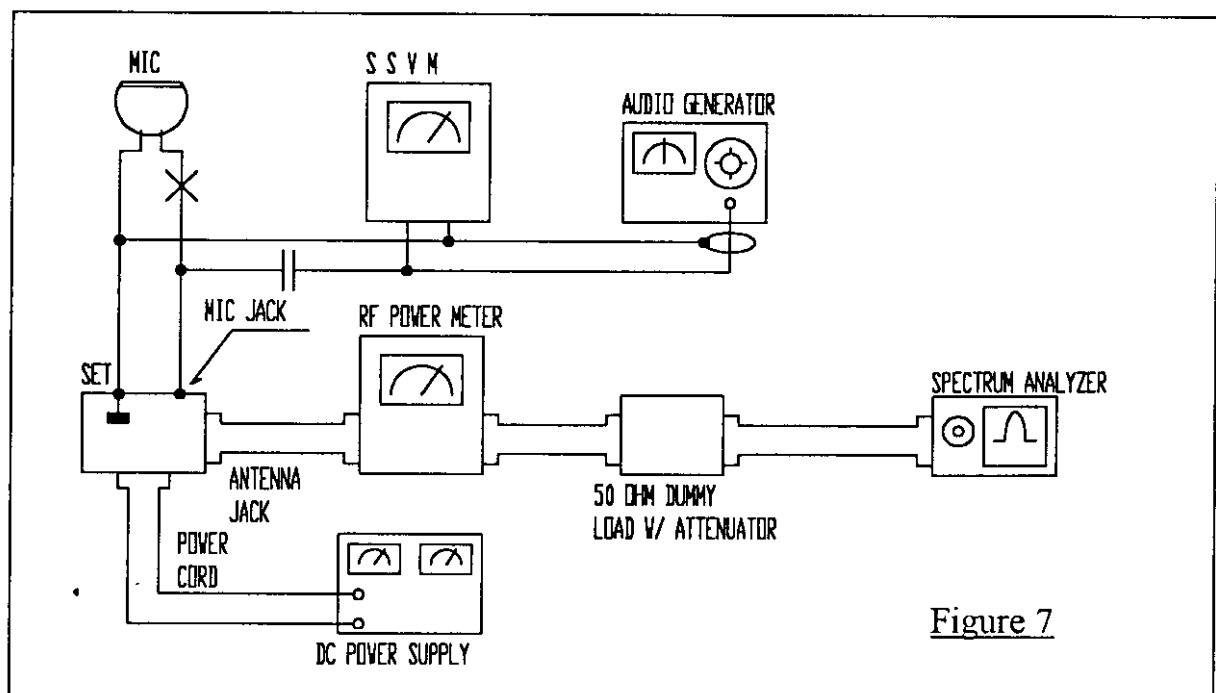 MIC
S S V M
AUDIO GENERATOR
MIC JACK
RF POWER METER
SET
SPECTRUM ANALYZER
ANTENNA
JACK
50 OHM DUMMY
LOAD W/ ATTENUATOR
POWER
CORD
DC POWER SUPPLY
Figure 7